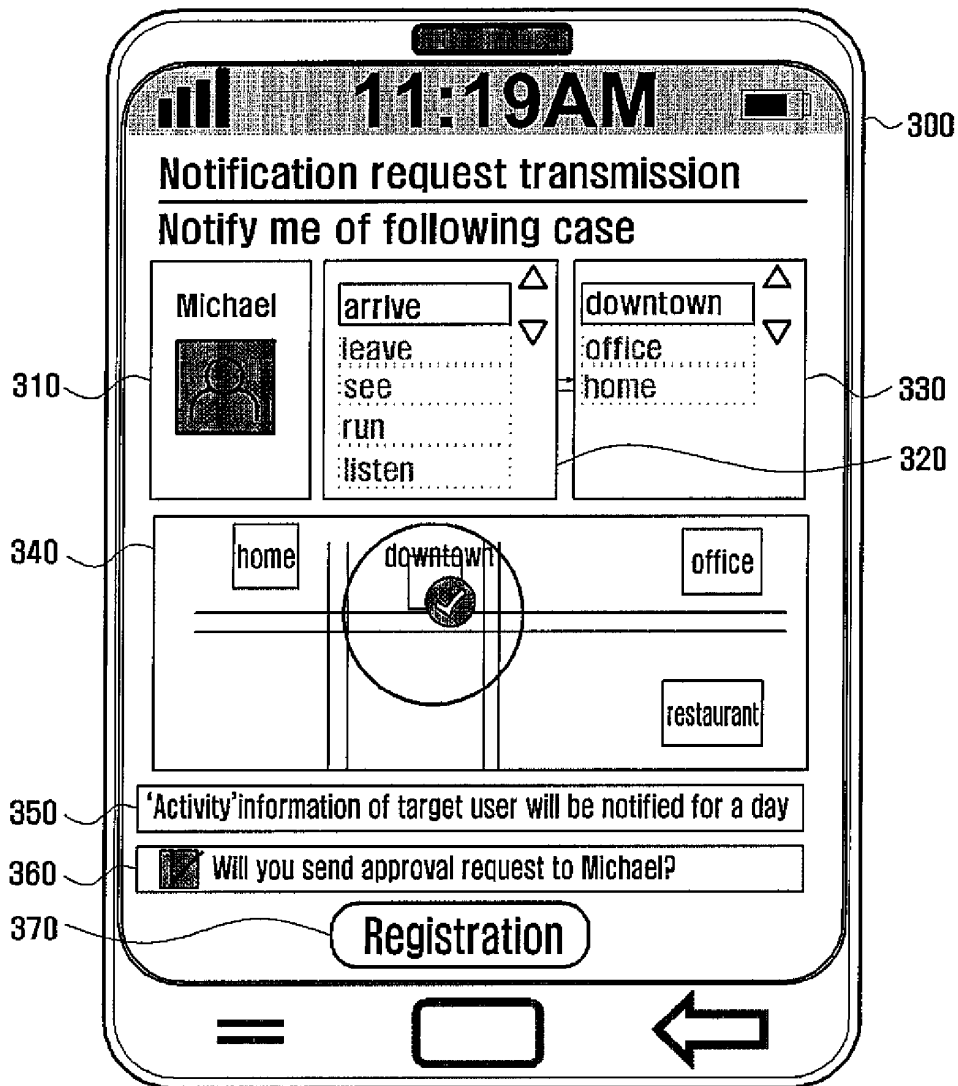 11:19AM
300
Notification request transmission
Notify me of following case
Michael
310
arrive
leave
see
run
listen
320
downtown
office
home
330
340
home
downtown
office
restaurant
350
‘Activity’information of target user will be notified for a day
360
Will you send approval request to Michael?
370
Registration